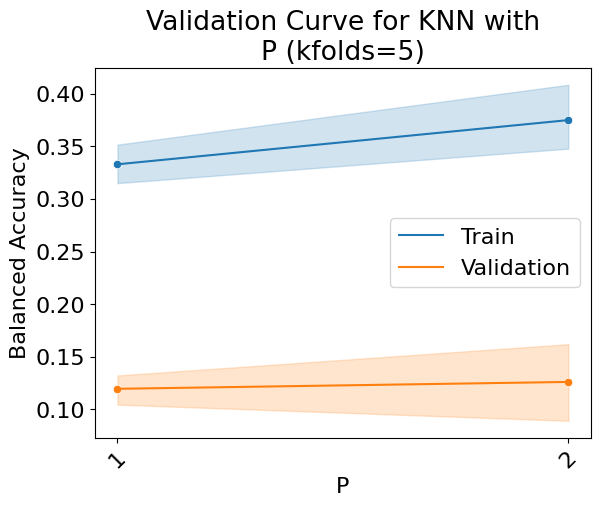 Validation Curve for KNN with
P (kfolds=5)
Balanced Accuracy
0.40
0.35
0.30
0.25
0.20
0.15
0.10
Train
Validation
1
2
P